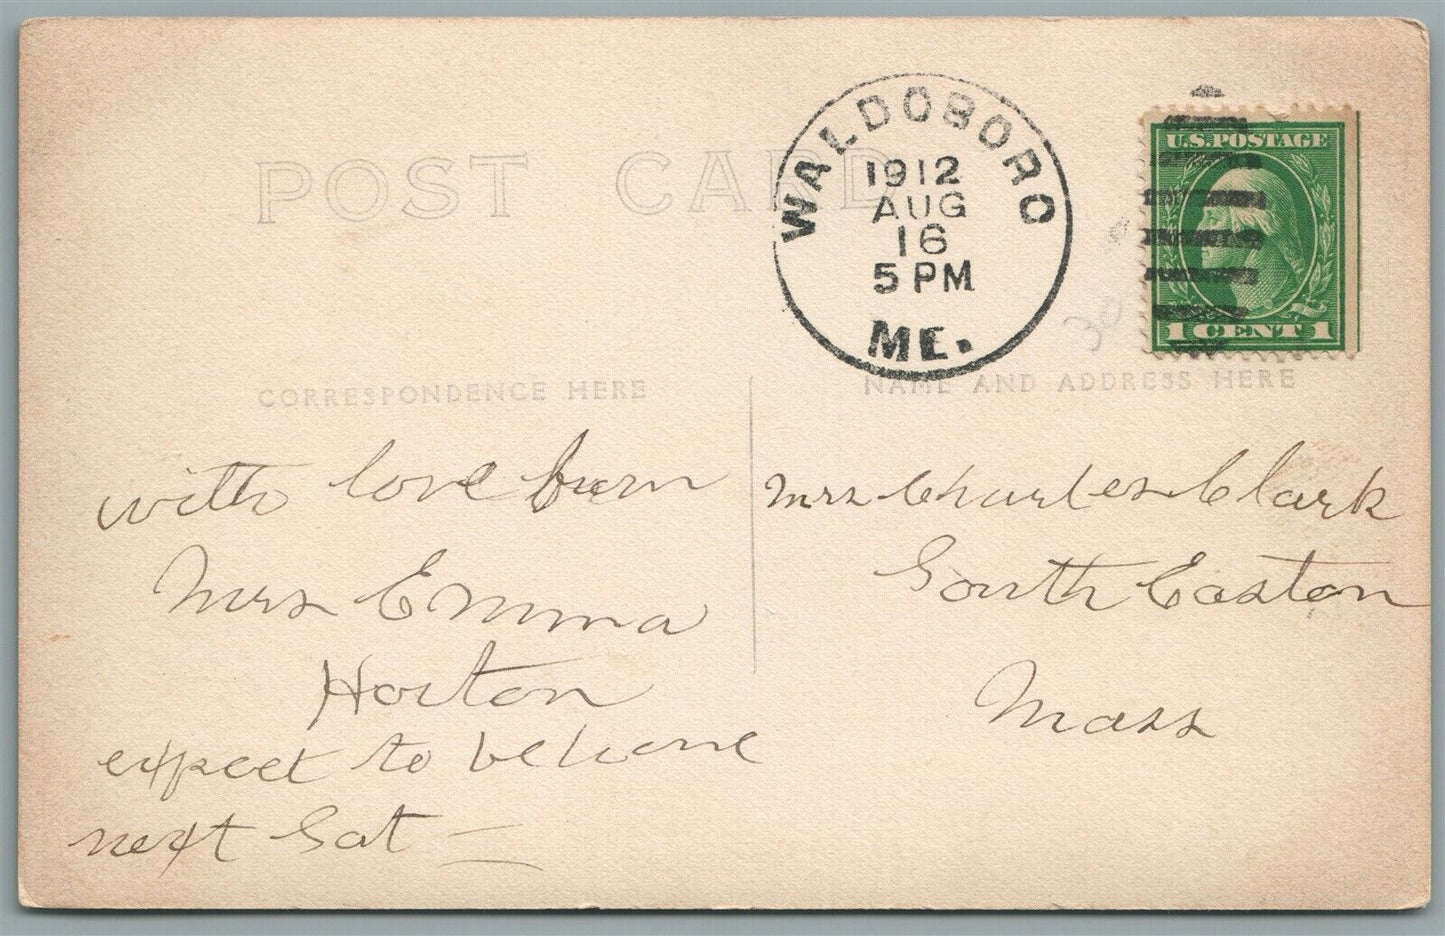 POST CARD
WALDOBORO
1912
AUG
16
5 PM
ME.
U.S. POSTAGE
1 CENT 1
30
CORRESPONDENCE HERE
NAME AND ADDRESS HERE
with love from
Mrs Emma
Horton
expect to be home
next Sat —
Mrs Charles Clark
South Easton
Mass